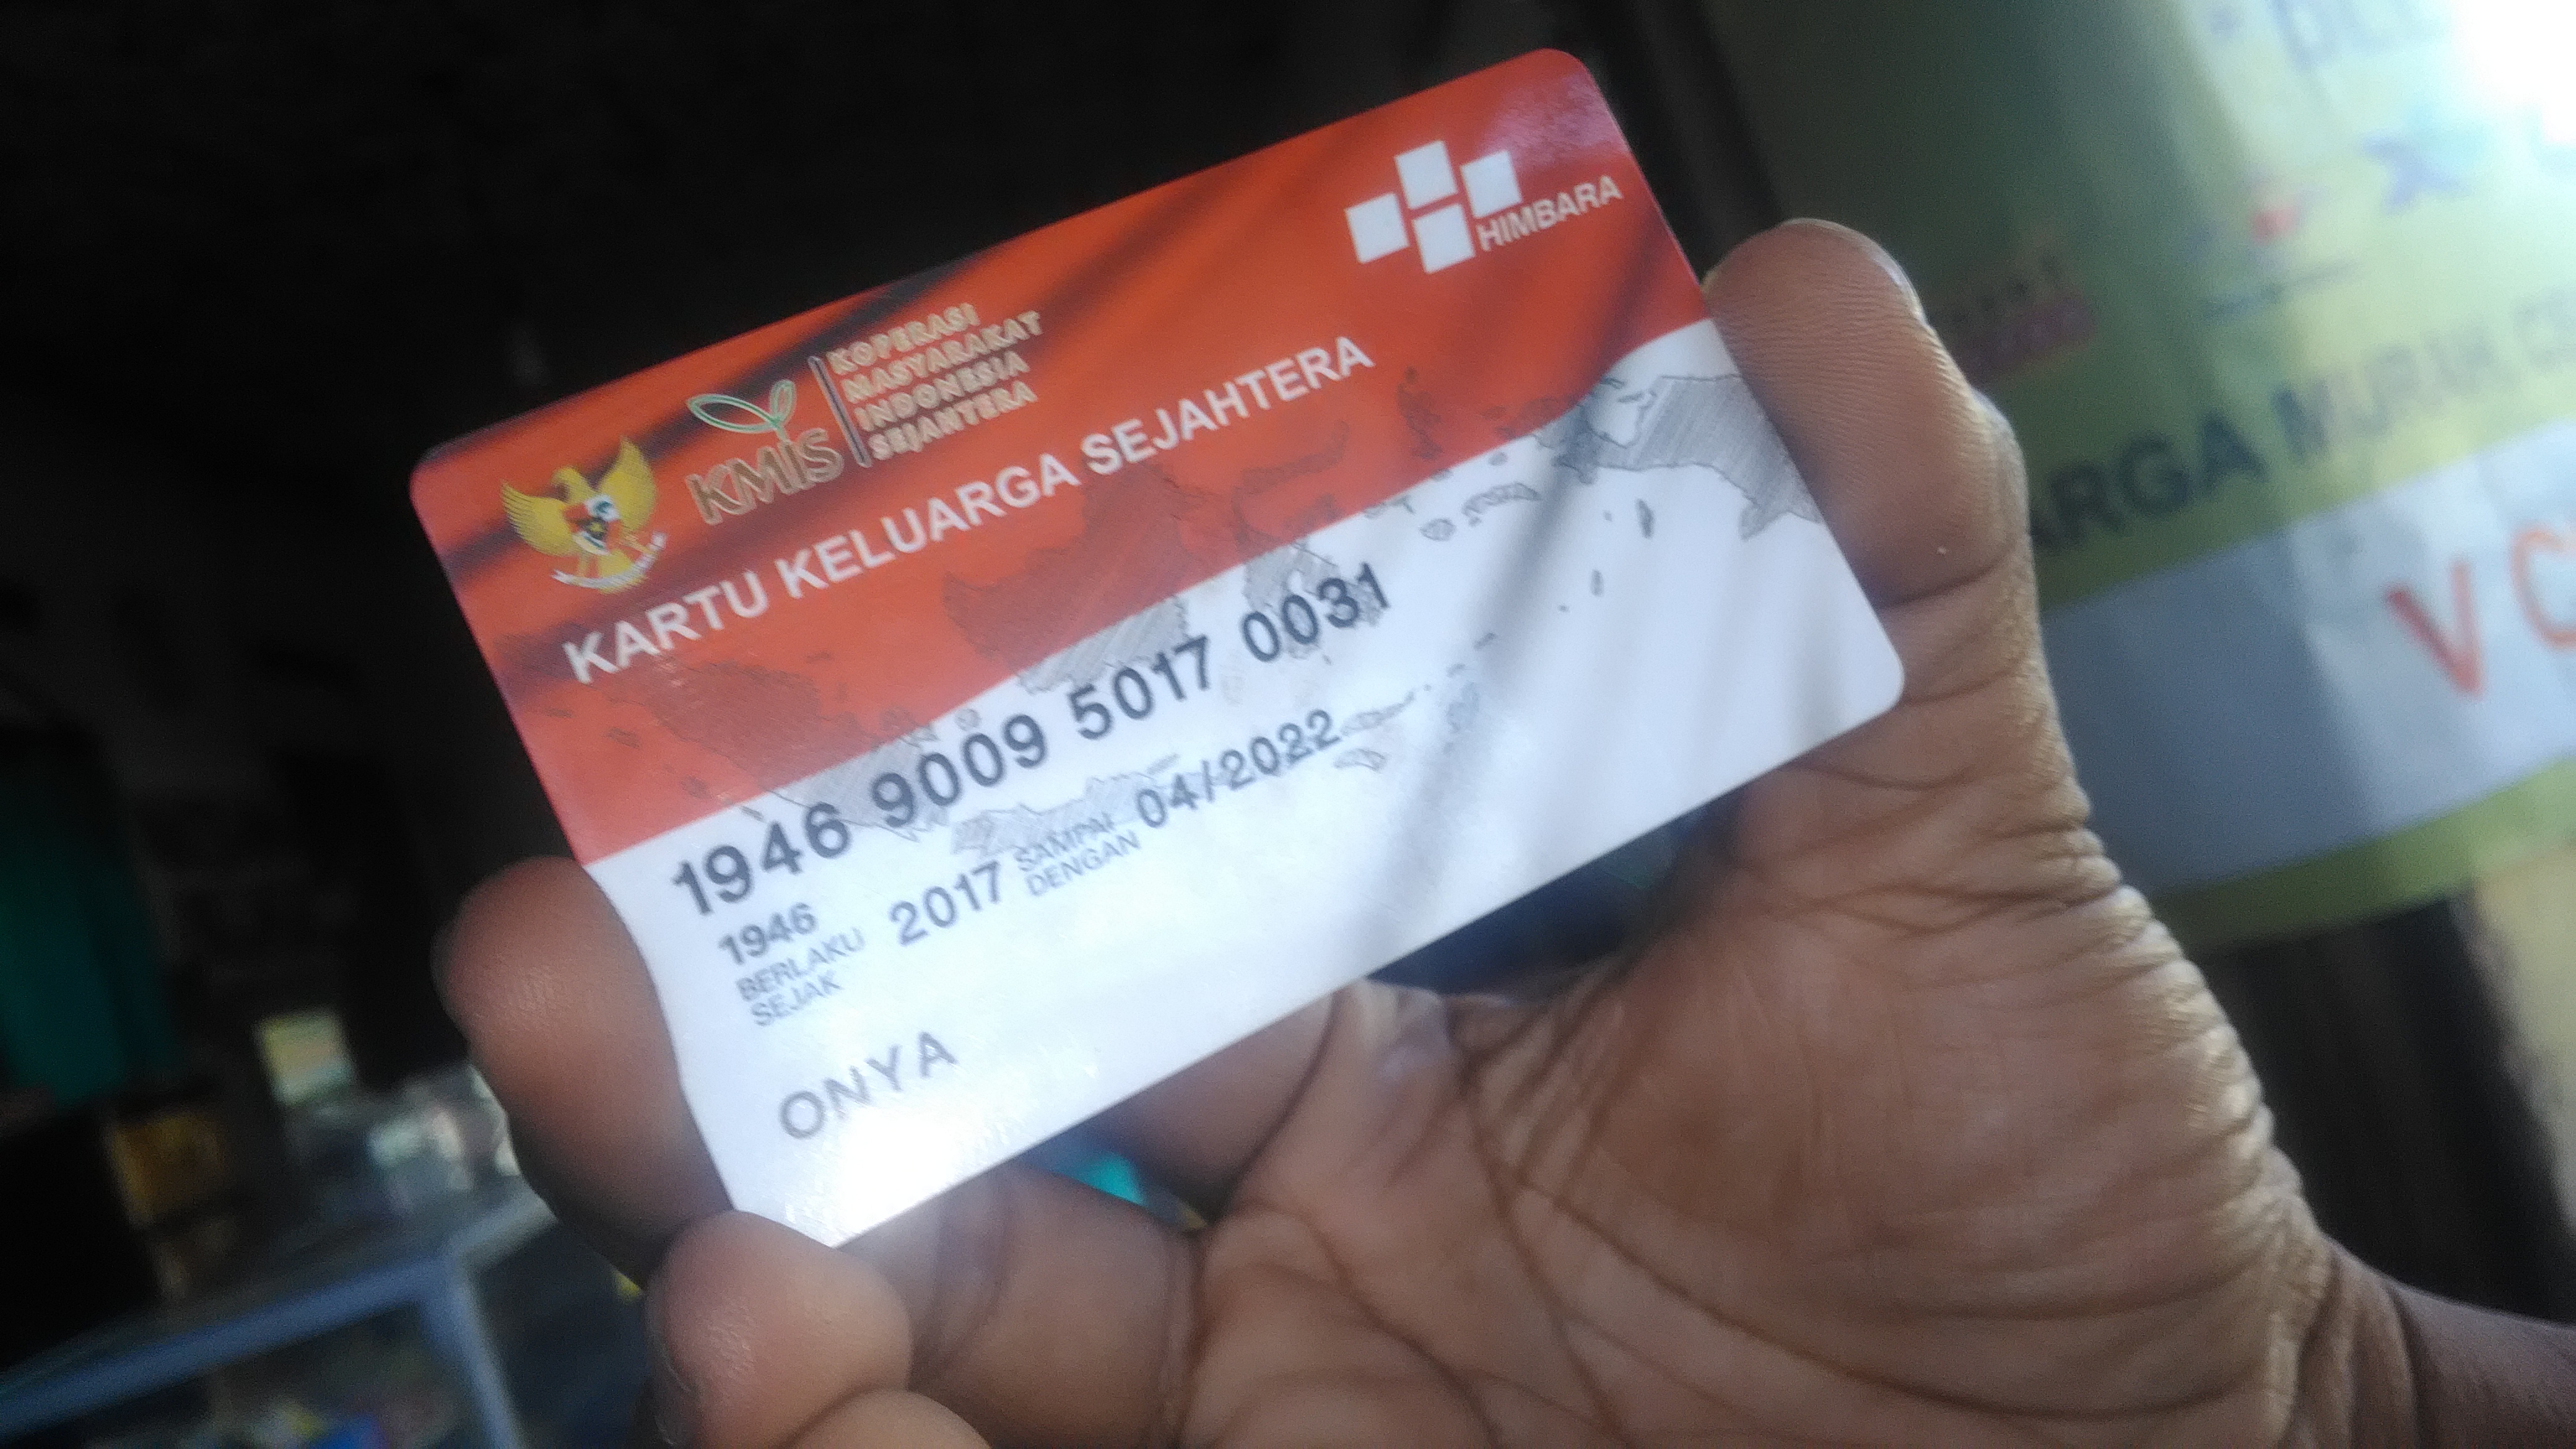 HIMBARA
KMIS
KOPERASI
MASYARAKAT
INDONESIA
SEJAHTERA
KARTU KELUARGA SEJAHTERA
1946 9009 5017 0031
1946
BERLAKU SEJAK 2017 SAMPAI DENGAN 04/2022
ONYA